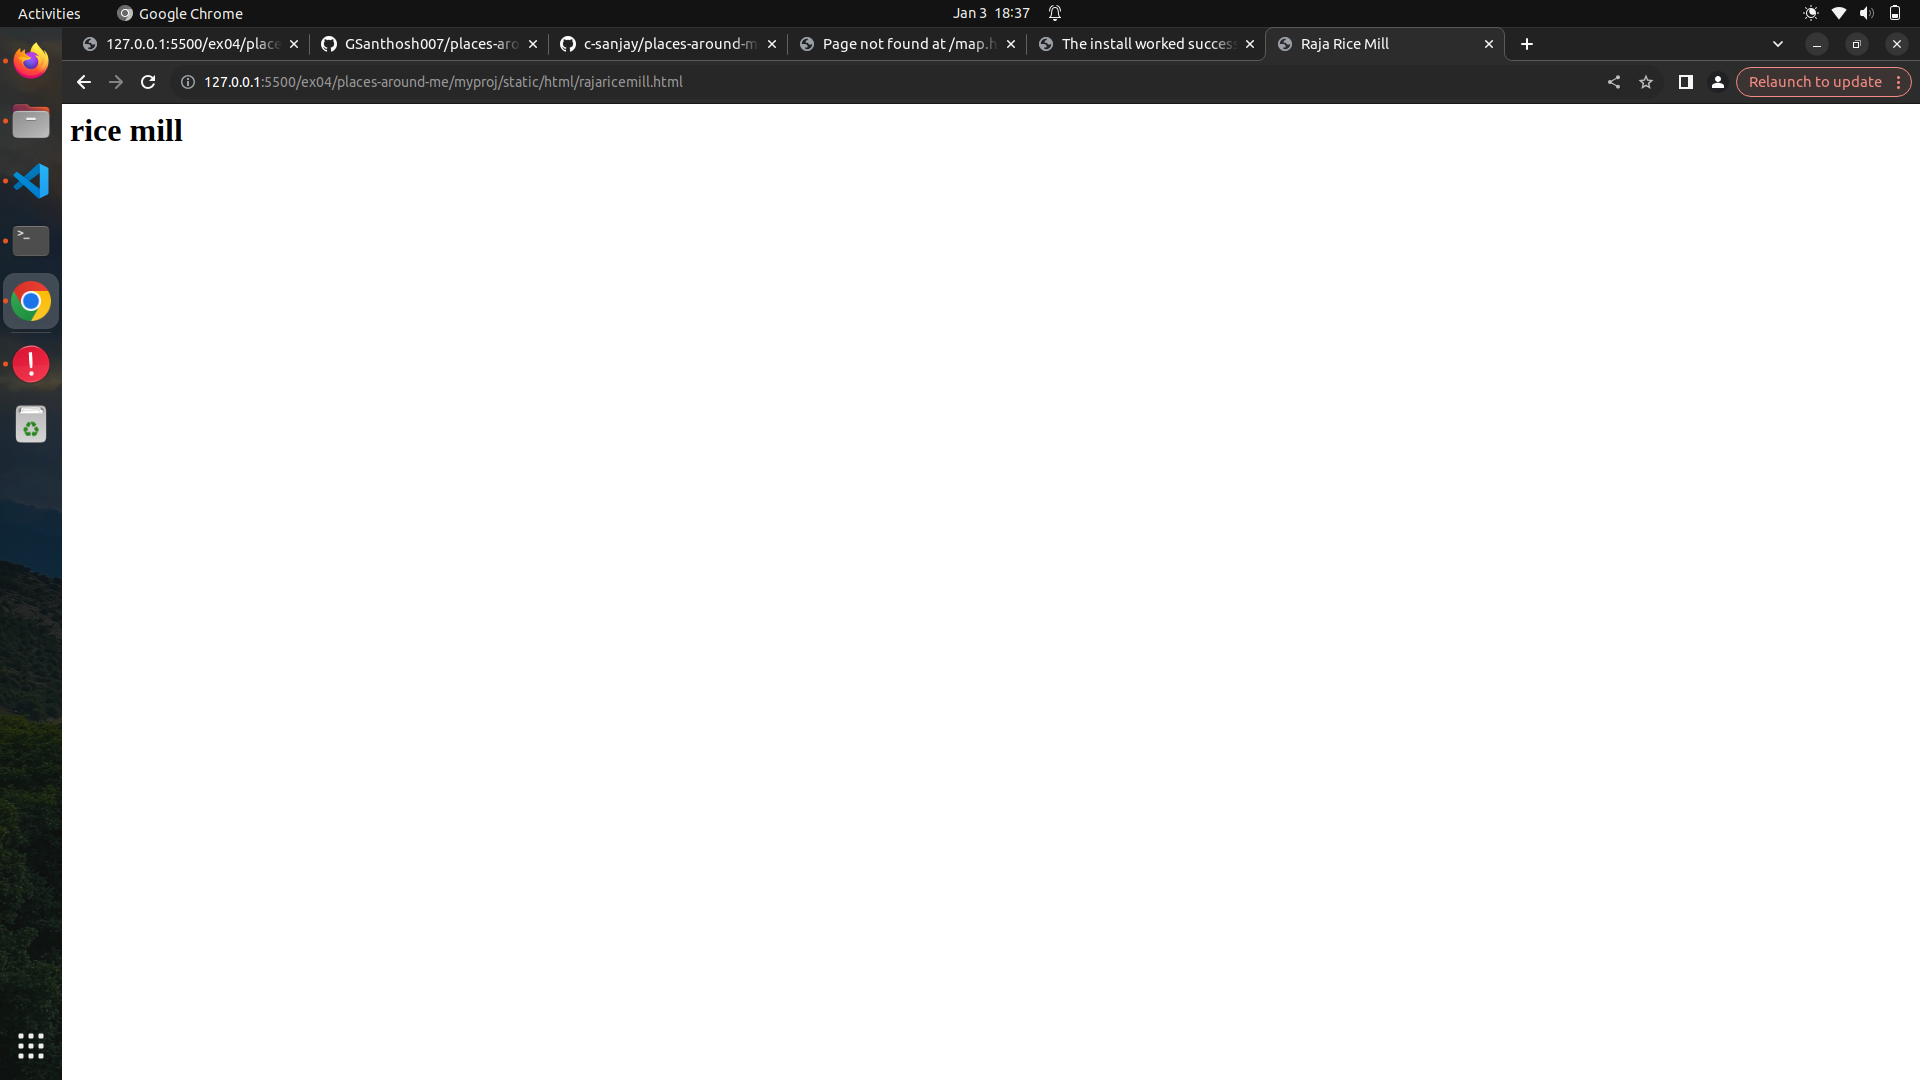 Activities
Google Chrome
Jan 3 18:37
127.0.0.1:5500/ex04/place
GSanthosh007/places-aro
c-sanjay/places-around-m
Page not found at /map.h
The install worked success
Raja Rice Mill
127.0.0.1:5500/ex04/places-around-me/myproj/static/html/rajaricemill.html
Relaunch to update
rice mill